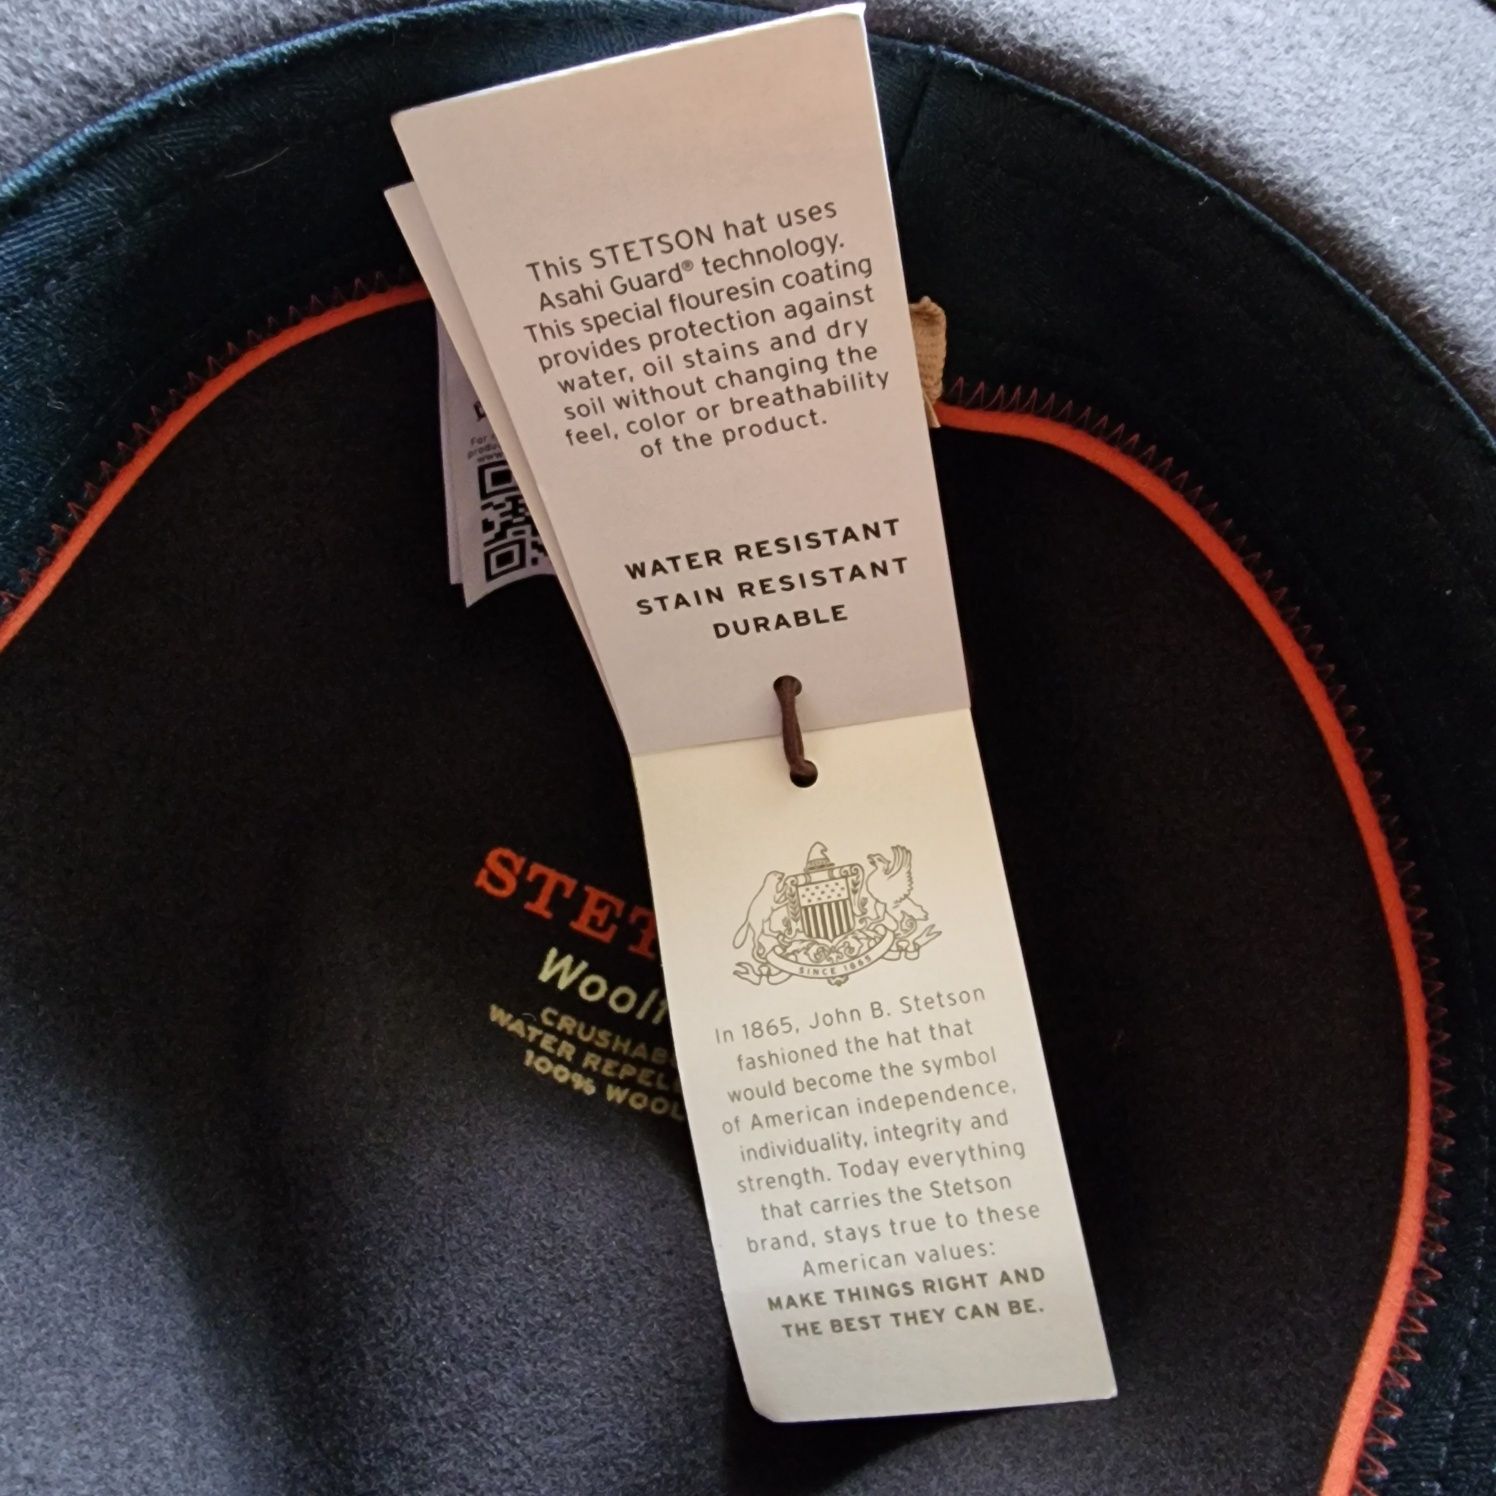 This STETSON hat uses
Asahi Guard® technology.
This special flouresin coating
provides protection against
water, oil stains and dry
soil without changing the
feel, color or breathability
of the product.
WATER RESISTANT
STAIN RESISTANT
DURABLE
SINCE 1865
In 1865, John B. Stetson
fashioned the hat that
would become the symbol
of American independence,
individuality, integrity and
strength. Today everything
that carries the Stetson
brand, stays true to these
American values:
MAKE THINGS RIGHT AND
THE BEST THEY CAN BE.
For
STET
Woolf
CRUSHAB
WATER REPEL
100% WOOL